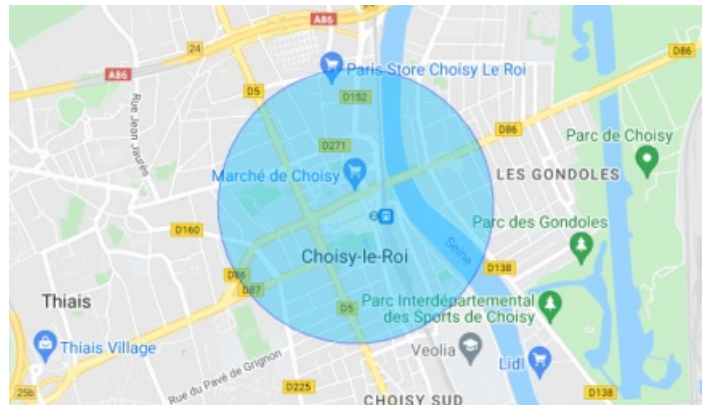 A86
24
D86
A86
Paris Store Choisy Le Roi
D5
D152
Rue Jean Jaurès
D86
Parc de Choisy
D271
Marché de Choisy
LES GONDOLES
D160
Parc des Gondoles
Seine
Choisy-le-Roi
D138
D86
D87
Thiais
D5
Parc Interdépartemental
des Sports de Choisy
Thiais Village
Veolia
Lidl
Rue du Pavé de Grignon
25b
D225
D138
CHOISY SUD